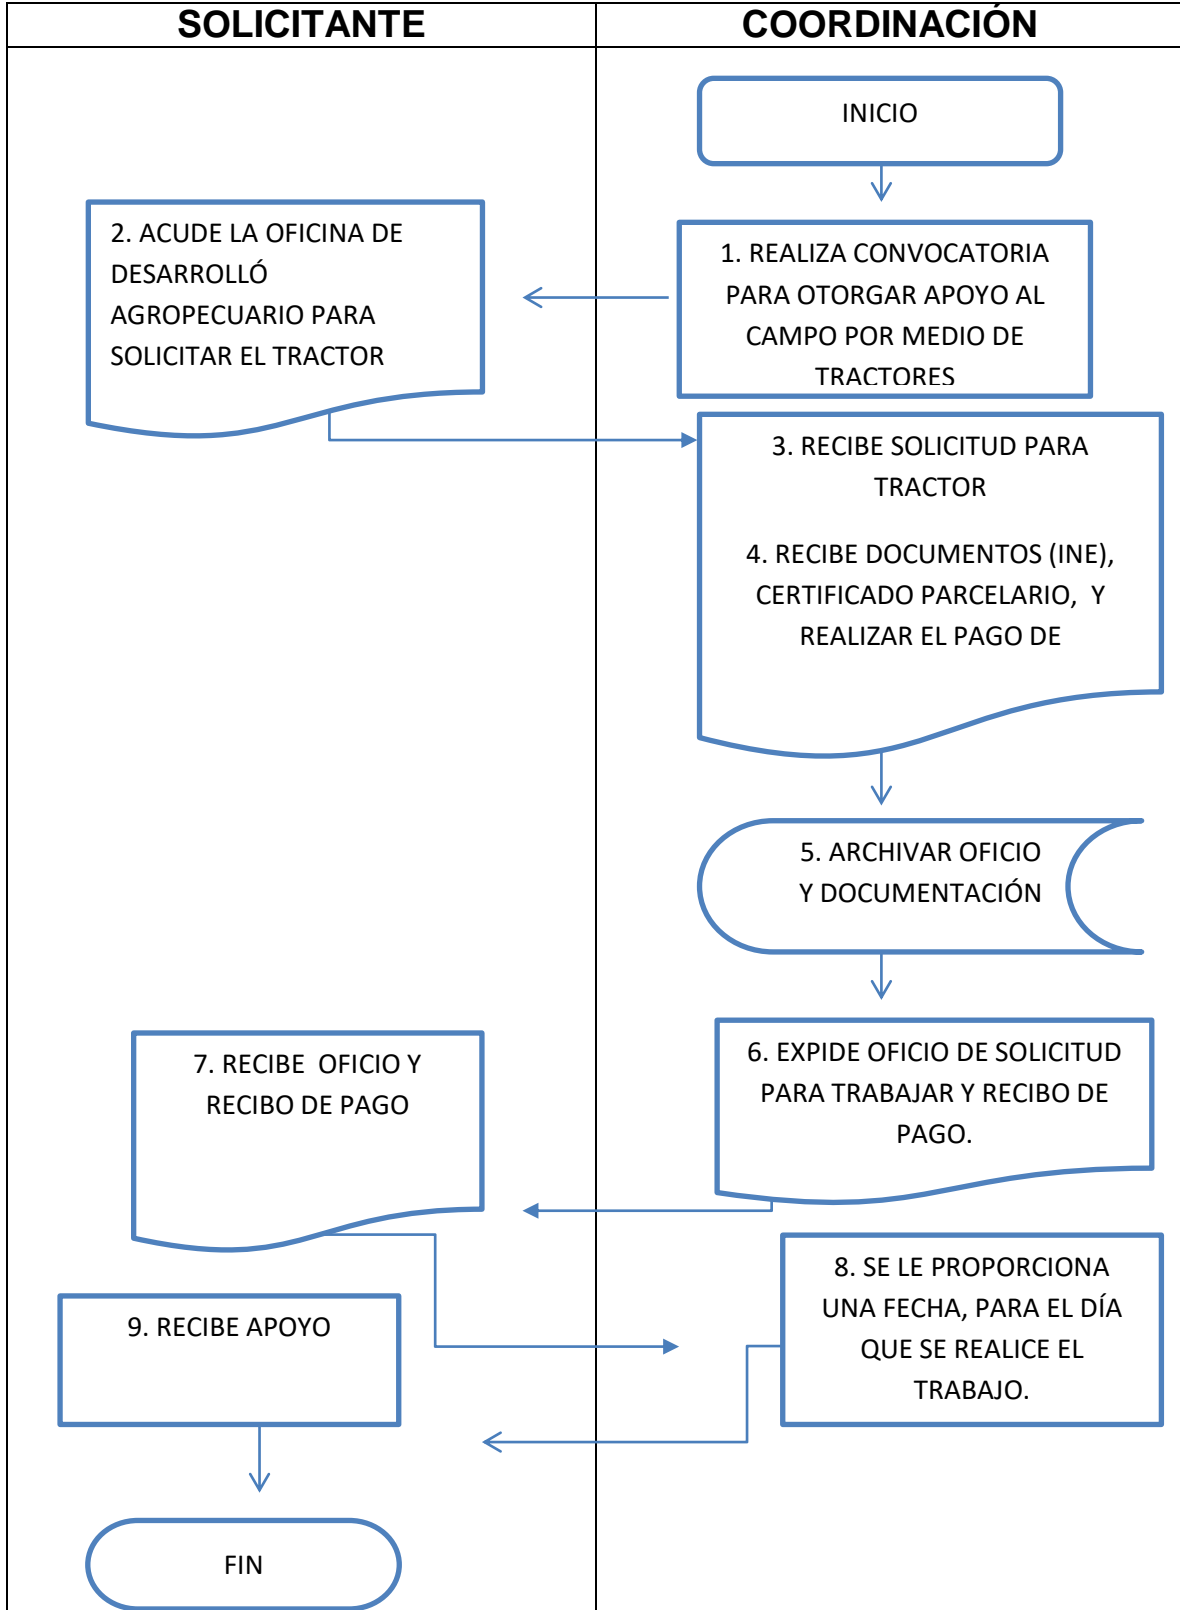 SOLICITANTE
COORDINACIÓN
INICIO
1. REALIZA CONVOCATORIA
PARA OTORGAR APOYO AL
CAMPO POR MEDIO DE
TRACTORES
2. ACUDE LA OFICINA DE
DESARROLLÓ
AGROPECUARIO PARA
SOLICITAR EL TRACTOR
3. RECIBE SOLICITUD PARA
TRACTOR
4. RECIBE DOCUMENTOS (INE),
CERTIFICADO PARCELARIO, Y
REALIZAR EL PAGO DE
5. ARCHIVAR OFICIO
Y DOCUMENTACIÓN
6. EXPIDE OFICIO DE SOLICITUD
PARA TRABAJAR Y RECIBO DE
PAGO.
7. RECIBE OFICIO Y
RECIBO DE PAGO
8. SE LE PROPORCIONA
UNA FECHA, PARA EL DÍA
QUE SE REALICE EL
TRABAJO.
9. RECIBE APOYO
FIN